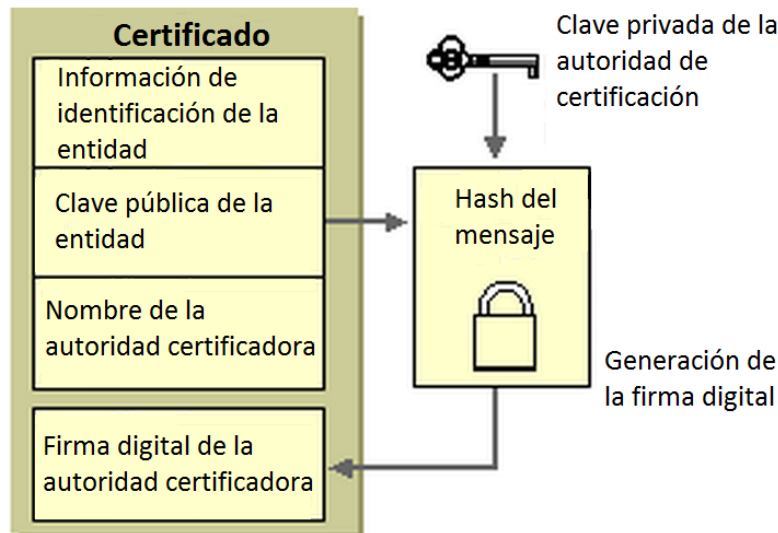 Certificado
Información de
identificación de la
entidad
Clave pública de la
entidad
Nombre de la
autoridad certificadora
Firma digital de la
autoridad certificadora
Clave privada de la
autoridad de
certificación
Hash del
mensaje
Generación de
la firma digital